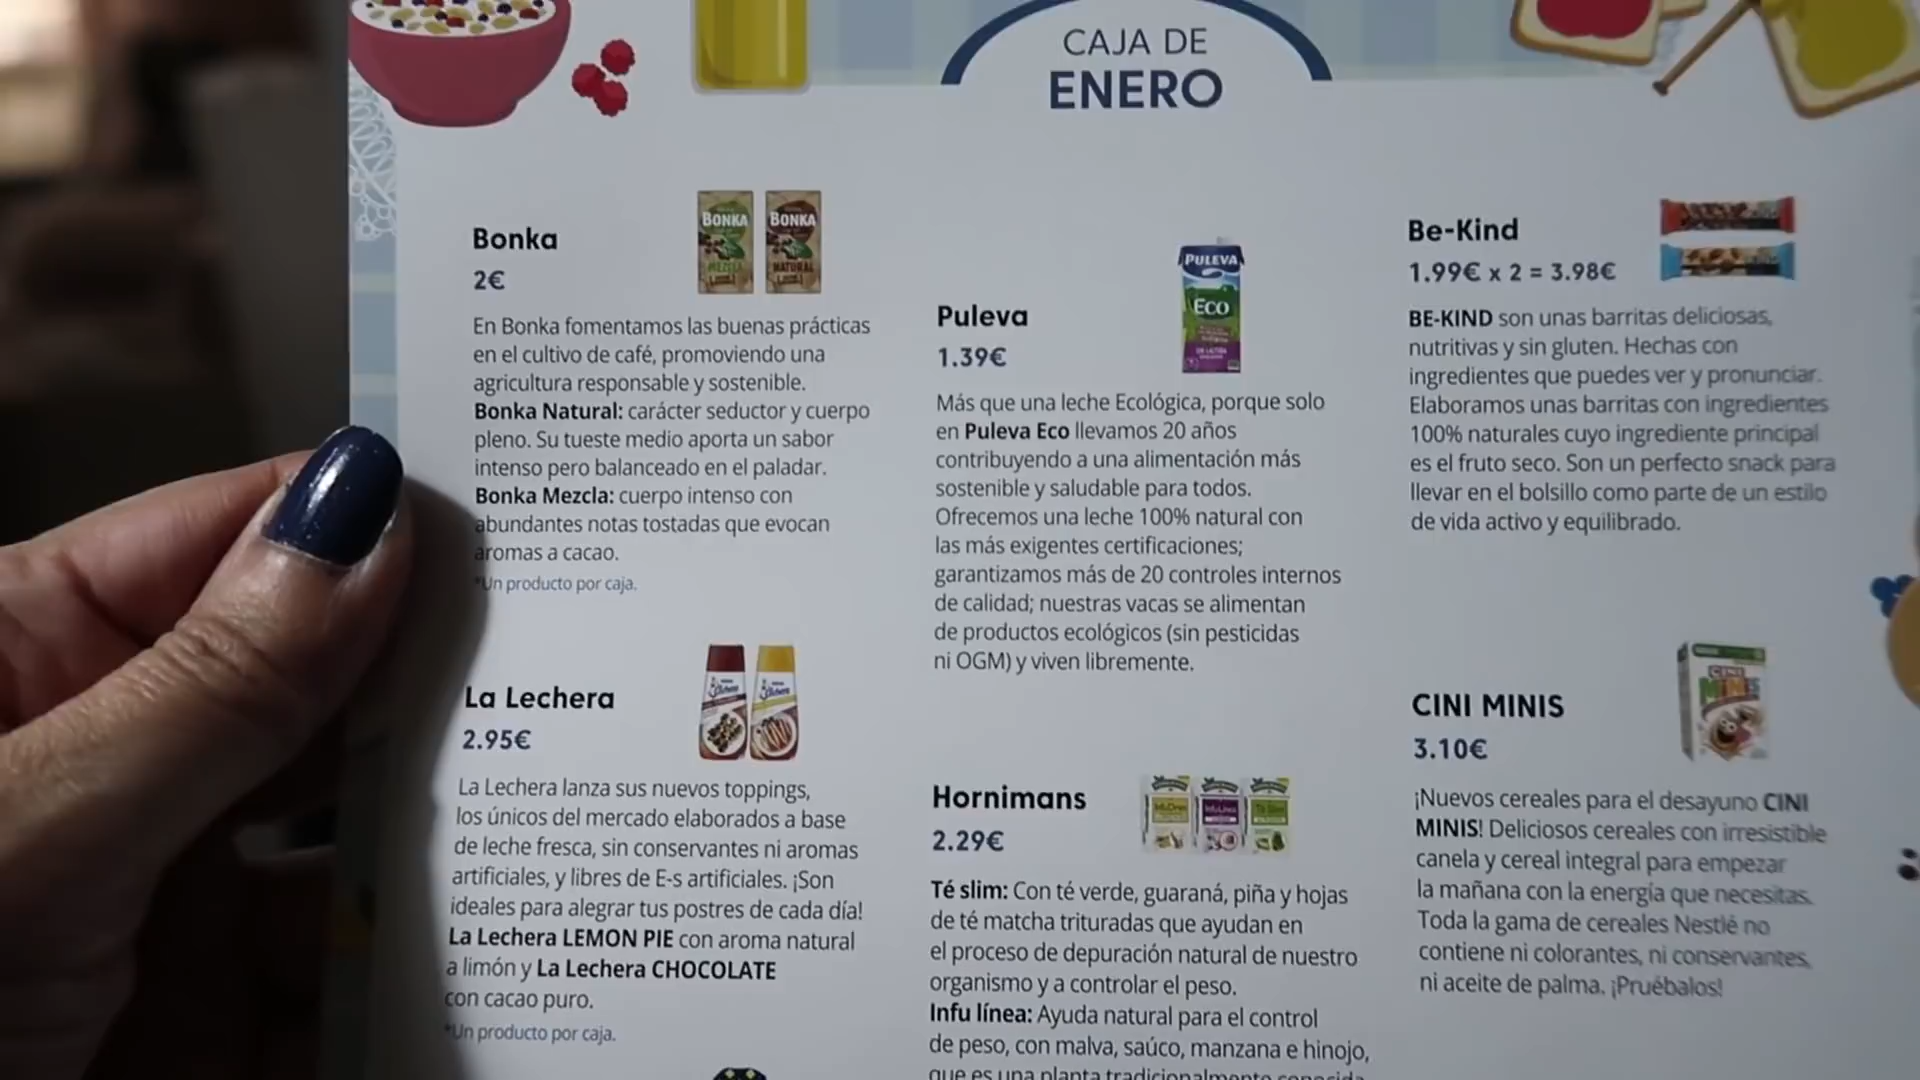 CAJA DE
ENERO
Bonka
2€
BONKA
MEZCLA
BONKA
NATURAL
En Bonka fomentamos las buenas prácticas
en el cultivo de café, promoviendo una
agricultura responsable y sostenible.
Bonka Natural: carácter seductor y cuerpo
pleno. Su tueste medio aporta un sabor
intenso pero balanceado en el paladar.
Bonka Mezcla: cuerpo intenso con
abundantes notas tostadas que evocan
aromas a cacao.
*Un producto por caja.
La Lechera
2.95€
La Lechera lanza sus nuevos toppings,
los únicos del mercado elaborados a base
de leche fresca, sin conservantes ni aromas
artificiales, y libres de E-s artificiales. ¡Son
ideales para alegrar tus postres de cada día!
La Lechera LEMON PIE con aroma natural
a limón y La Lechera CHOCOLATE
con cacao puro.
*Un producto por caja.
Puleva
1.39€
PULEVA
ECO
Más que una leche Ecológica, porque solo
en Puleva Eco llevamos 20 años
contribuyendo a una alimentación más
sostenible y saludable para todos.
Ofrecemos una leche 100% natural con
las más exigentes certificaciones;
garantizamos más de 20 controles internos
de calidad; nuestras vacas se alimentan
de productos ecológicos (sin pesticidas
ni OGM) y viven libremente.
Hornimans
2.29€
Té slim: Con té verde, guaraná, piña y hojas
de té matcha trituradas que ayudan en
el proceso de depuración natural de nuestro
organismo y a controlar el peso.
Infu línea: Ayuda natural para el control
de peso, con malva, saúco, manzana e hinojo,
que es una planta tradicionalmente conocida
Be-Kind
1.99€ x 2 = 3.98€
BE-KIND son unas barritas deliciosas,
nutritivas y sin gluten. Hechas con
ingredientes que puedes ver y pronunciar.
Elaboramos unas barritas con ingredientes
100% naturales cuyo ingrediente principal
es el fruto seco. Son un perfecto snack para
llevar en el bolsillo como parte de un estilo
de vida activo y equilibrado.
CINI MINIS
3.10€
CINI
MINIS
¡Nuevos cereales para el desayuno CINI
MINIS! Deliciosos cereales con irresistible
canela y cereal integral para empezar
la mañana con la energía que necesitas.
Toda la gama de cereales Nestlé no
contiene ni colorantes, ni conservantes,
ni aceite de palma. ¡Pruébalos!